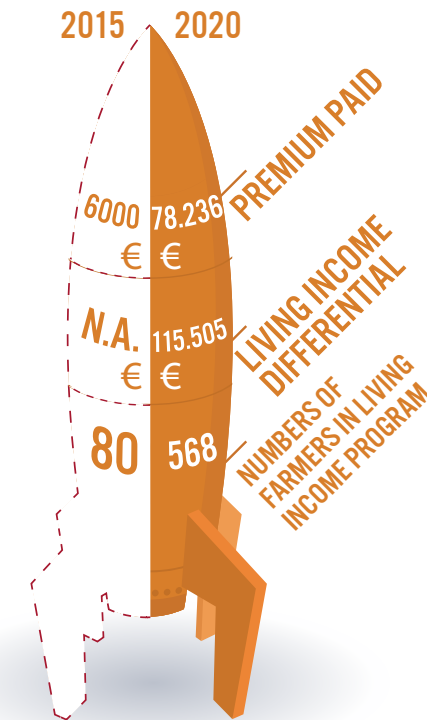 2015 2020
6000 78.236
€ €
PREMIUM PAID
N.A. 115.505
€ €
LIVING INCOME
DIFFERENTIAL
80 568
NUMBERS OF
FARMERS IN LIVING
INCOME PROGRAM